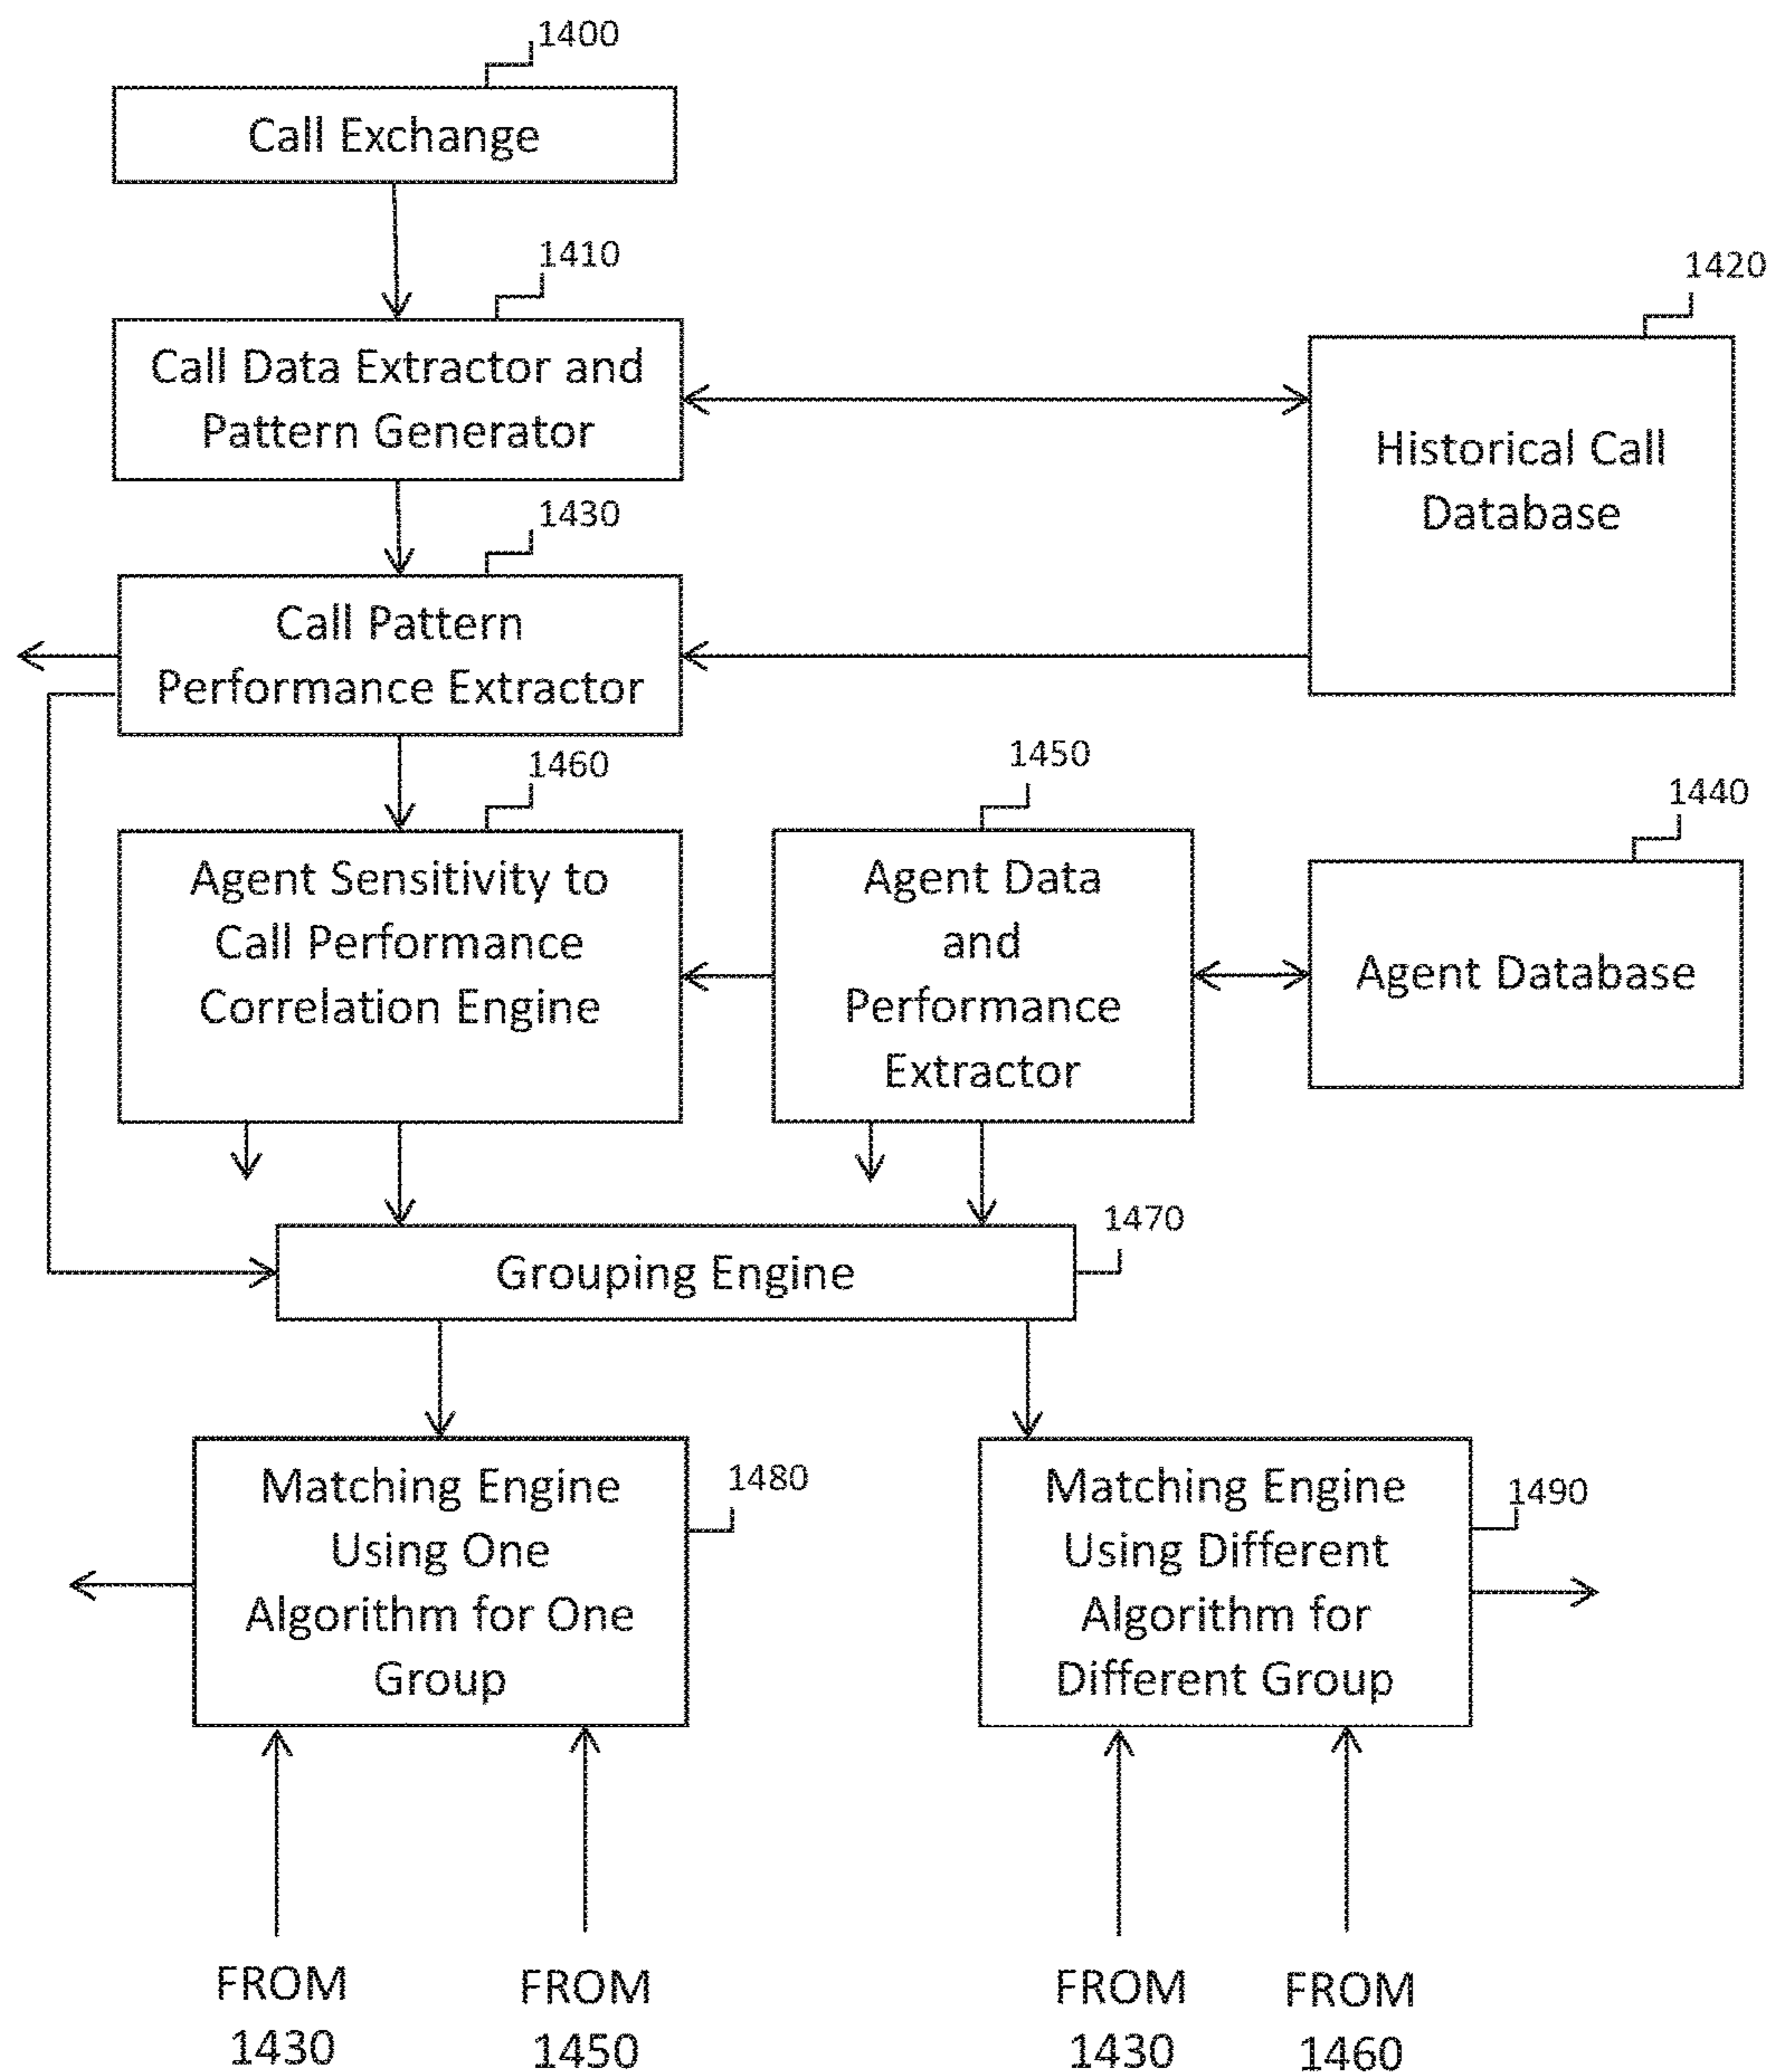 1400
Call Exchange
1410
1420
Call Data Extractor and
Pattern Generator
Historical Call
Database
1430
Call Pattern
Performance Extractor
1460
1450
1440
Agent Sensitivity to
Call Performance
Correlation Engine
Agent Data
and
Performance
Extractor
Agent Database
1470
Grouping Engine
1480
Matching Engine
Using One
Algorithm for One
Group
1490
Matching Engine
Using Different
Algorithm for
Different Group
FROM
1430
FROM
1450
FROM
1430
FROM
1460